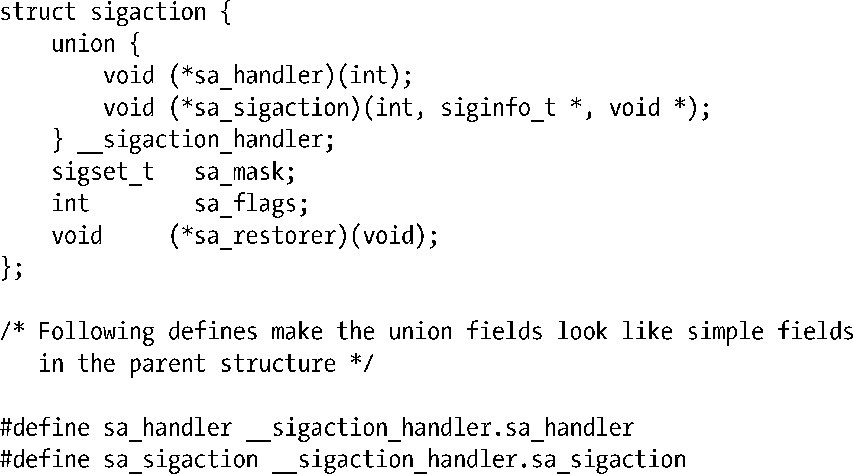 struct sigaction {
    union {
        void (*sa_handler)(int);
        void (*sa_sigaction)(int, siginfo_t *, void *);
    } __sigaction_handler;
    sigset_t   sa_mask;
    int        sa_flags;
    void     (*sa_restorer)(void);
};

/* Following defines make the union fields look like simple fields
   in the parent structure */

#define sa_handler __sigaction_handler.sa_handler
#define sa_sigaction __sigaction_handler.sa_sigaction